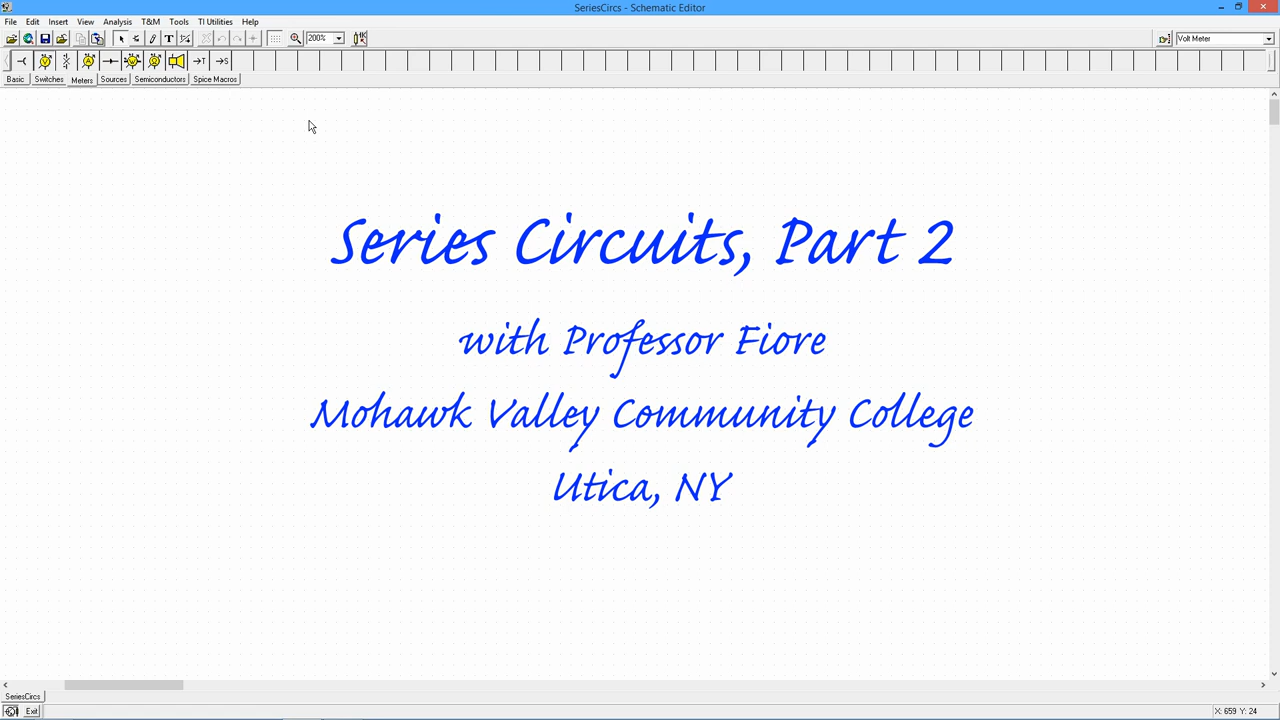 SeriesCircs - Schematic Editor
File Edit Insert View Analysis T&M Tools TI Utilities Help
200% Volt Meter
Basic Switches Meters Sources Semiconductors Spice Macros
Series Circuits, Part 2
with Professor Fiore
Mohawk Valley Community College
Utica, NY
SeriesCircs
Exit X: 659 Y: 24